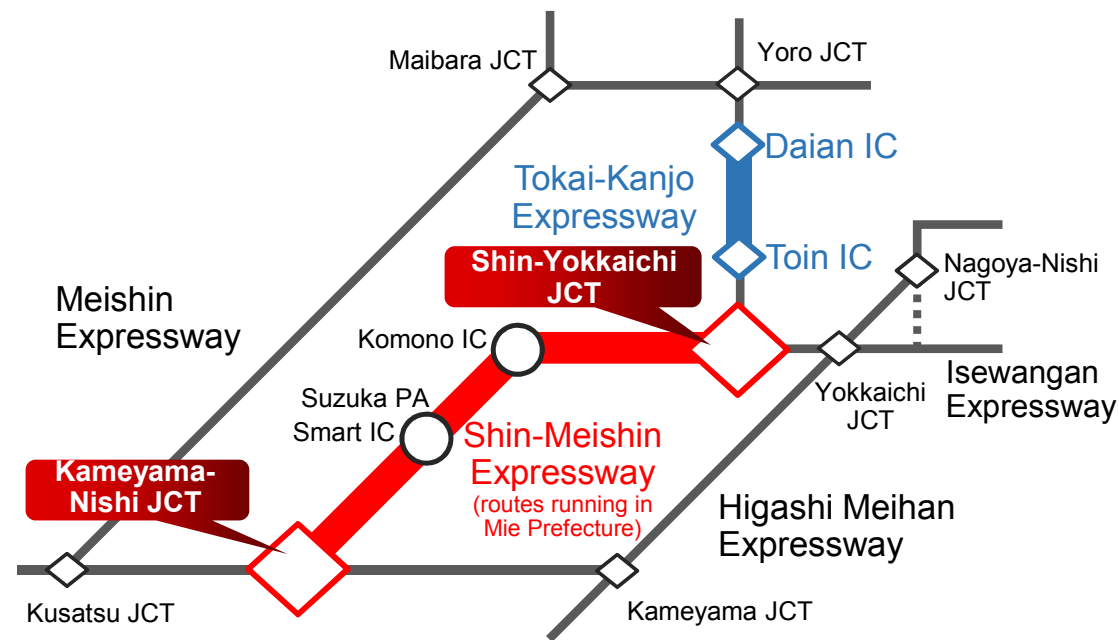 Maibara JCT
Yoro JCT
Daian IC
Tokai-Kanjo
Expressway
Toin IC
Shin-Yokkaichi
JCT
Nagoya-Nishi
JCT
Meishin
Expressway
Komono IC
Yokkaichi
JCT
Isewangan
Expressway
Suzuka PA
Smart IC
Shin-Meishin
Expressway
(routes running in
Mie Prefecture)
Kameyama-
Nishi JCT
Higashi Meihan
Expressway
Kusatsu JCT
Kameyama JCT